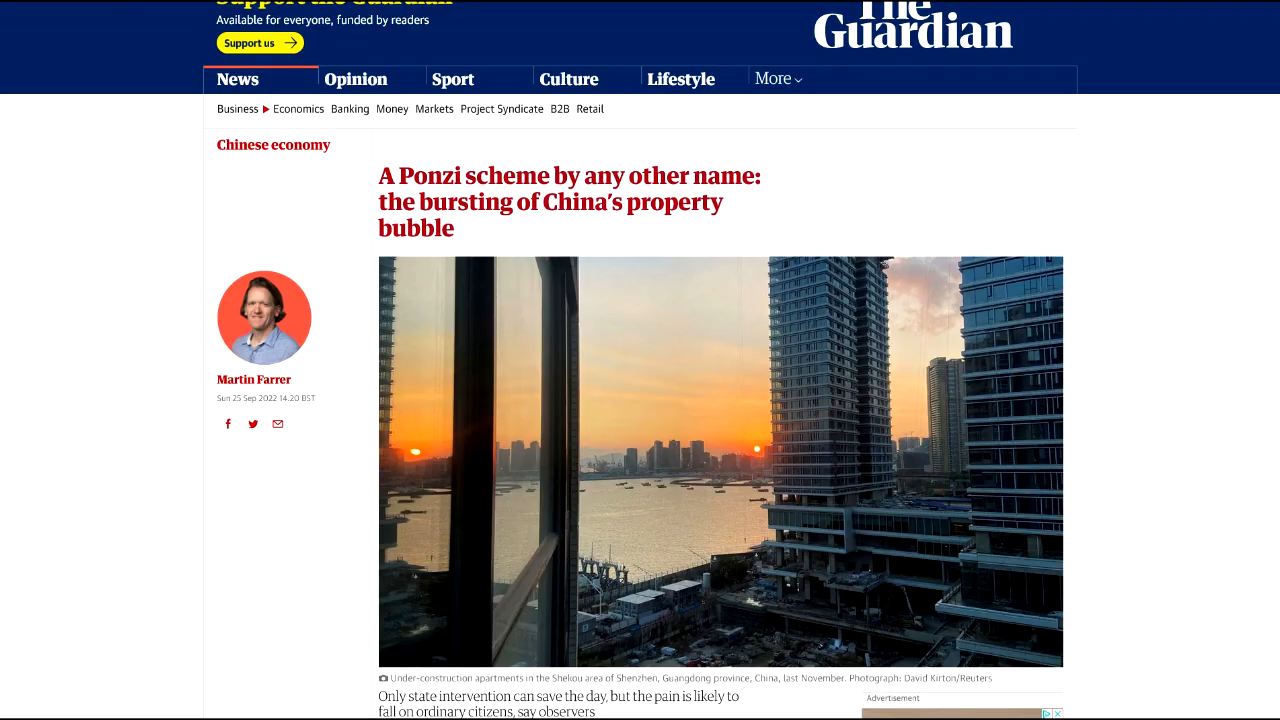 Support the Guardian
Available for everyone, funded by readers
Support us
The
Guardian
News Opinion Sport Culture Lifestyle More
Business Economics Banking Money Markets Project Syndicate B2B Retail
Chinese economy
A Ponzi scheme by any other name:
the bursting of China's property
bubble
Martin Farrer
Sun 25 Sep 2022 14.20 BST
Under-construction apartments in the Shekou area of Shenzhen, Guangdong province, China, last November. Photograph: David Kirton/Reuters
Only state intervention can save the day, but the pain is likely to
fall on ordinary citizens, say observers
Advertisement